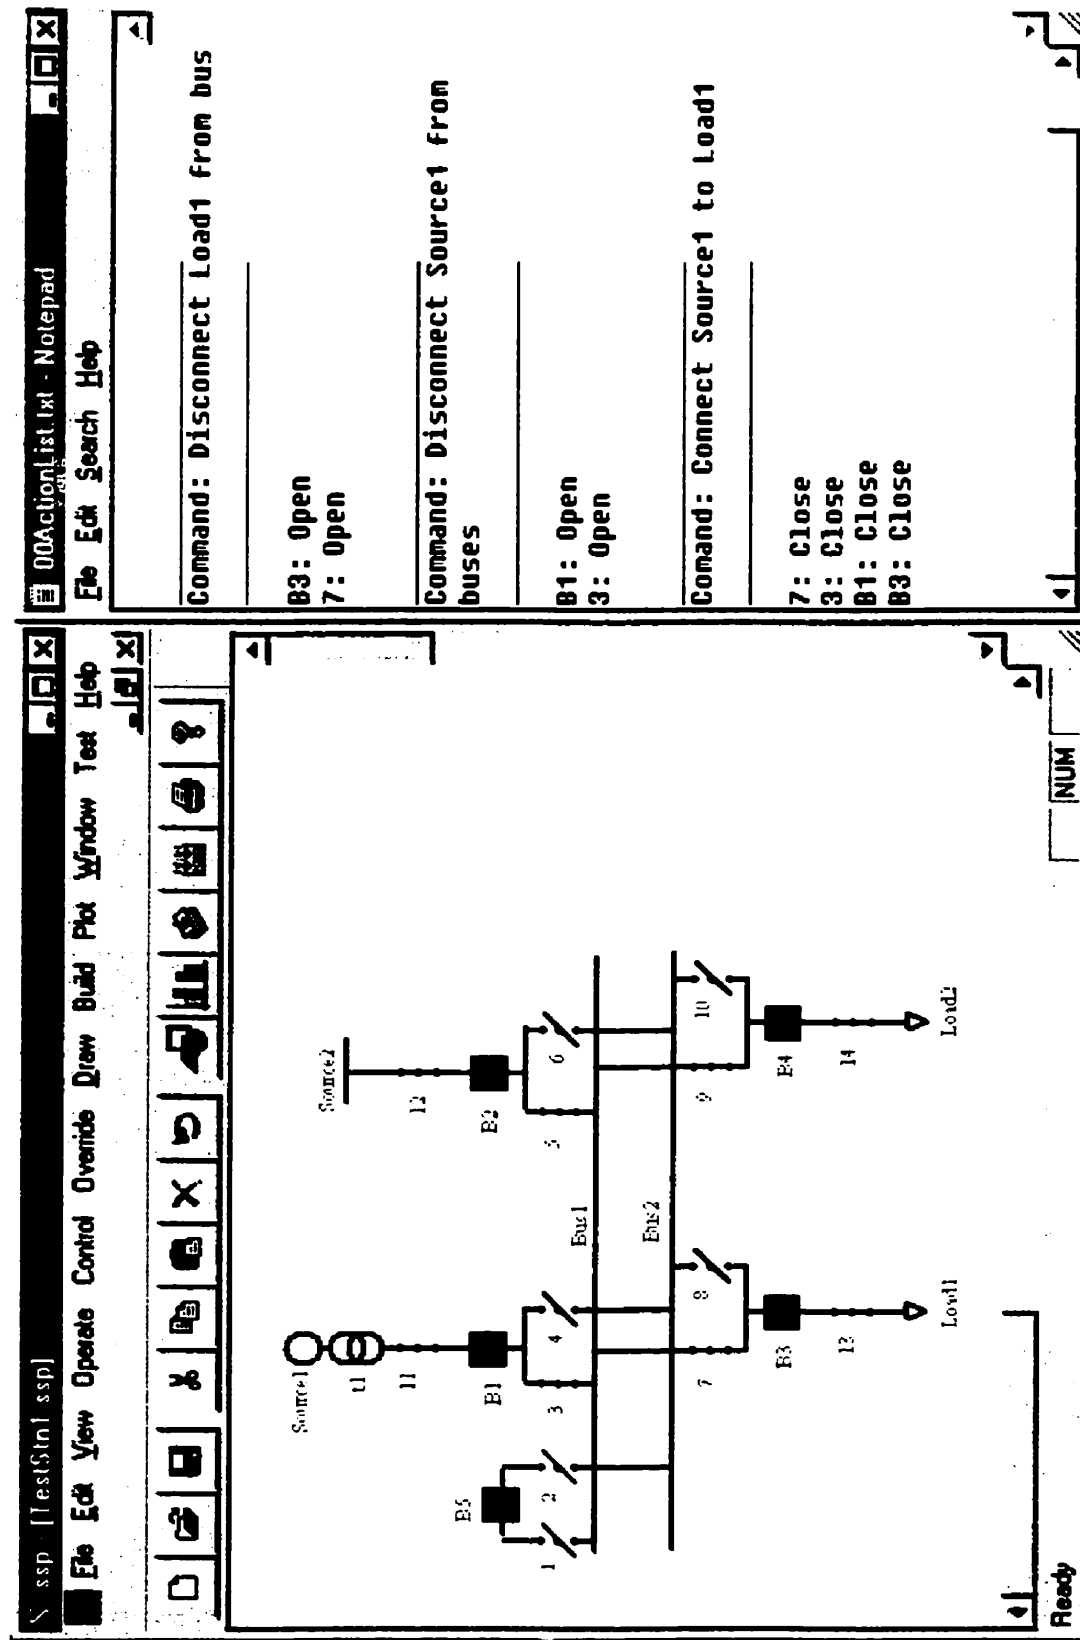 ssp - [TestStn1 ssp]
File Edit View Operate Control Override Draw Build Plot Window Test Help
Source1
Source2
t1
11
12
B5
B1
B2
1
2
3
4
5
6
Bus1
Bus2
7
8
9
10
B3
B4
13
14
Load1
Load2
Ready
NUM
00ActionList.txt - Notepad
File Edit Search Help
Command: Disconnect Load1 from bus
B3: Open
7: Open
Command: Disconnect Source1 from
buses
B1: Open
3: Open
Comand: Connect Source1 to Load1
7: Close
3: Close
B1: Close
B3: Close